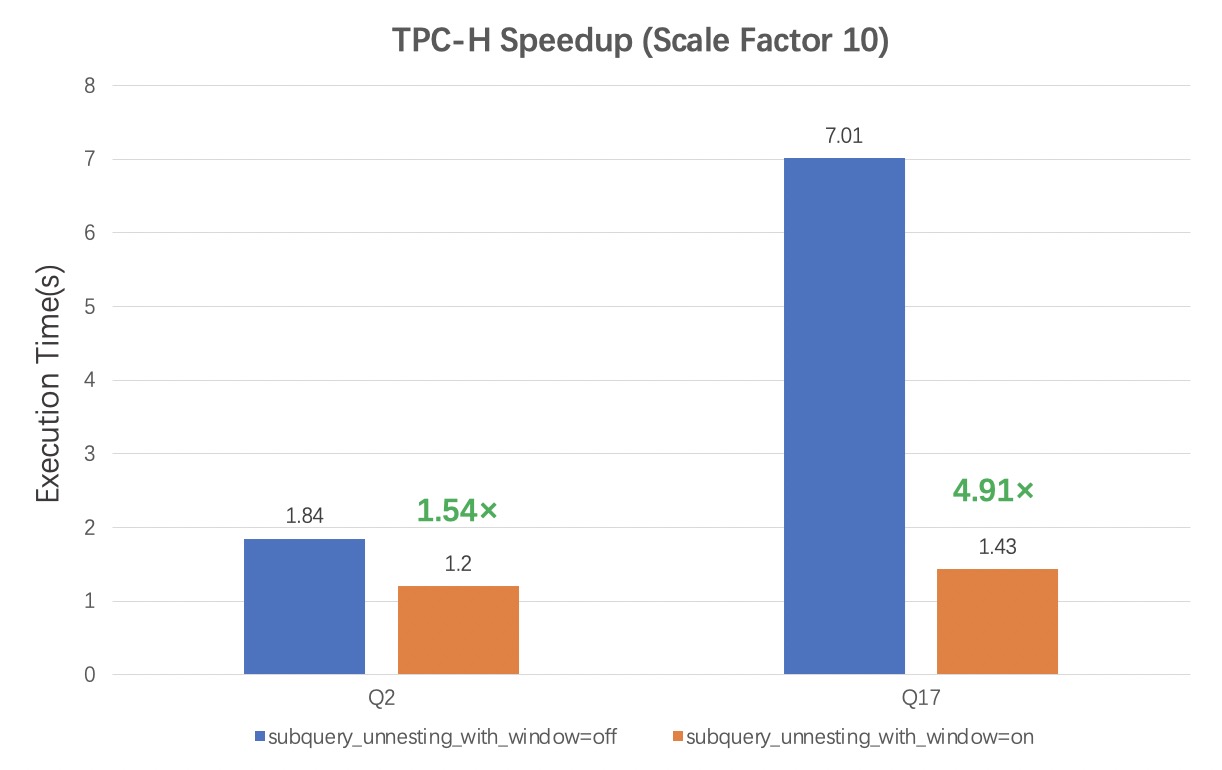 TPC-H Speedup (Scale Factor 10)
Execution Time(s)
8
7
6
5
4
3
2
1
0
1.84
1.54×
1.2
7.01
4.91×
1.43
Q2
Q17
subquery_unnesting_with_window=off
subquery_unnesting_with_window=on